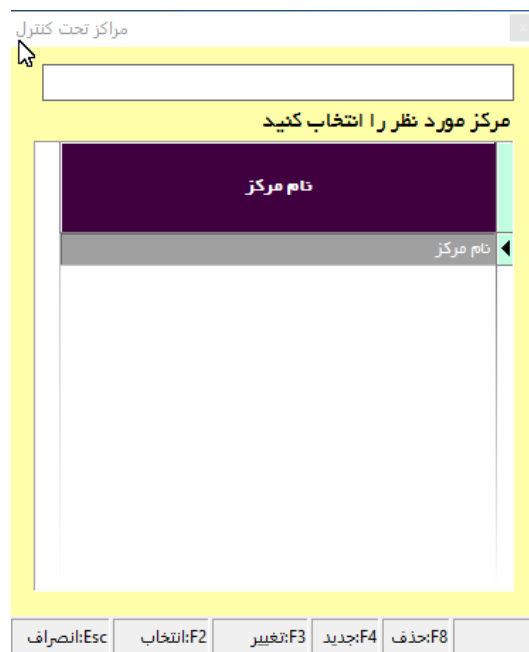 مراکز تحت کنترل
مرکز مورد نظر را انتخاب کنید
نام مرکز
نام مرکز
F8:حذف F4:جدید F3:تغییر F2:انتخاب Esc:انصراف